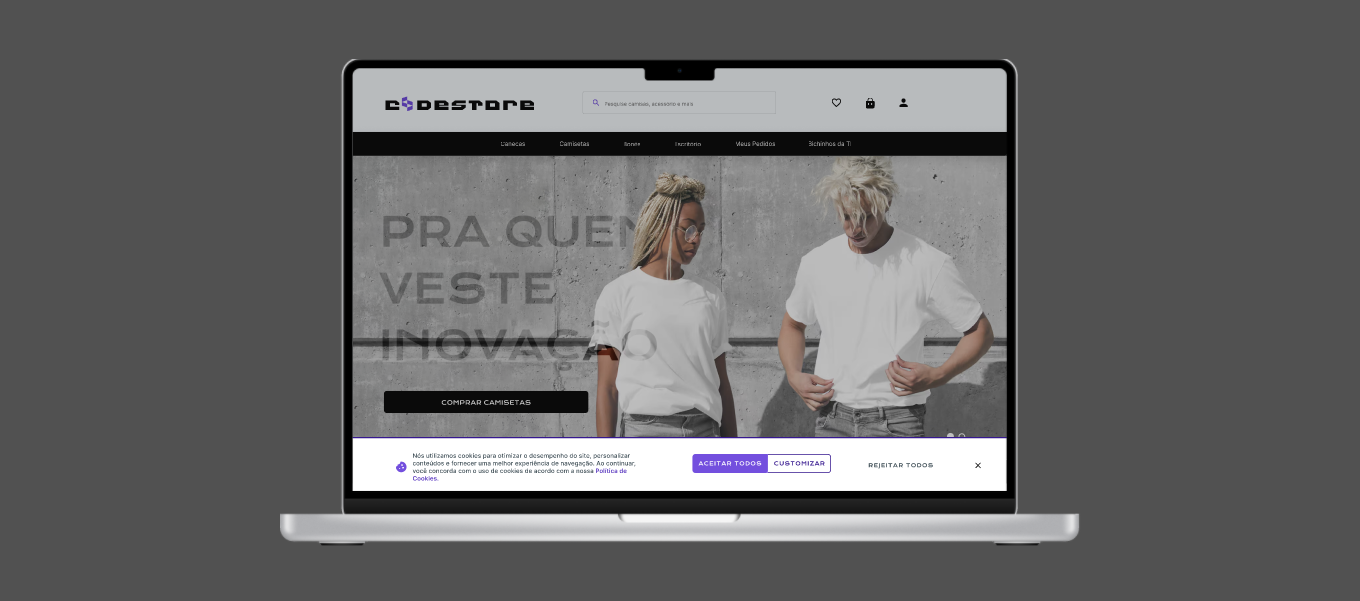 CODESTORE
Pesquise camisas, acessório e mais
Canecas Camisetas Bonés Escritório Meus Pedidos Bichinhos da TI
PRA QUEM
VESTE
INOVAÇÃO
COMPRAR CAMISETAS
Nós utilizamos cookies para otimizar o desempenho do site, personalizar
conteúdos e fornecer uma melhor experiência de navegação. Ao continuar,
você concorda com o uso de cookies de acordo com a nossa Política de
Cookies.
ACEITAR TODOS CUSTOMIZAR REJEITAR TODOS